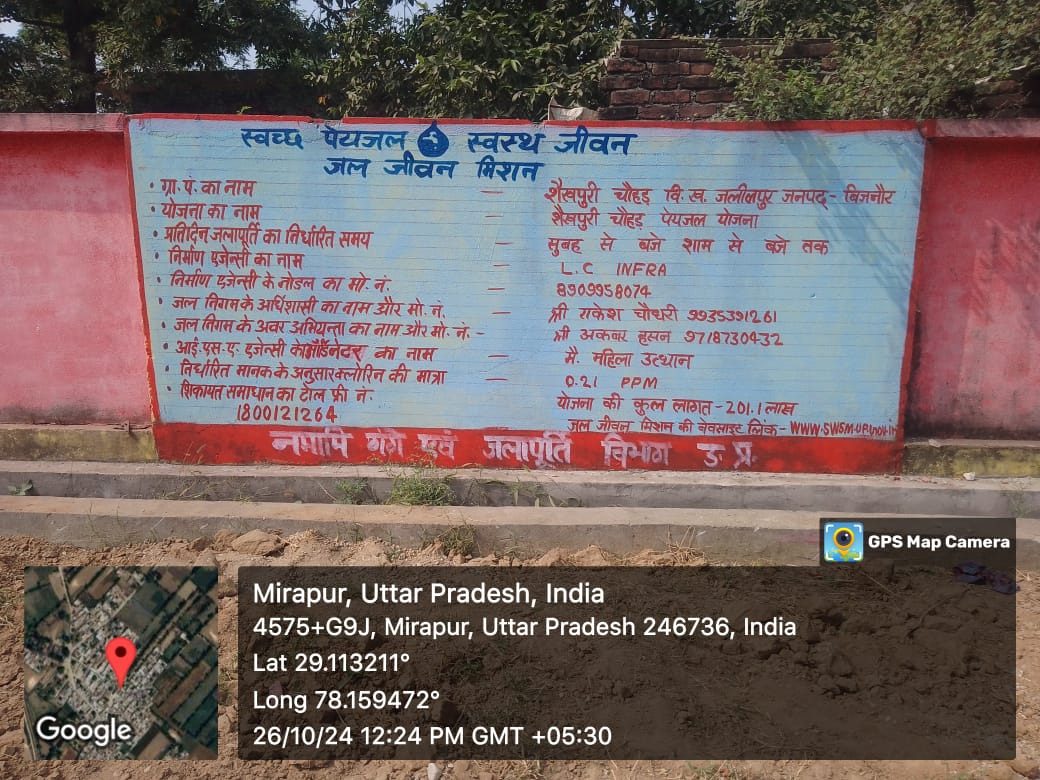 स्वच्छ पेयजल स्वस्थ जीवन
जल जीवन मिशन
• ग्रा. पं. का नाम – शैखपुरी चौहड़ वि. ख. जलीलपुर जनपद - बिजनौर
• योजना का नाम – शैखपुरी चौहड़ पेयजल योजना
• प्रतिदिन जलापूर्ति का निर्धारित समय – सुबह से बजे शाम से बजे तक
• निर्माण एजेन्सी का नाम – L.C INFRA
• निर्माण एजेन्सी के नोडल का मो. नं. – 8909958074
• जल निगम के अधिशासी का नाम और मो. नं. – श्री राकेश चौधरी 9935391261
• जल निगम के अवर अभियन्ता का नाम और मो. नं. - श्री अकबर हुसन 9718730432
• आई. एस. ए. एजेन्सी के कॉर्डिनेटर का नाम – मै. महिला उत्थान
• निर्धारित मानक के अनुसार क्लोरिन की मात्रा – 0.21 PPM
• शिकायत समाधान का टोल फ्री नं. योजना की कुल लागत - 201.1 लाख
1800121264 जल जीवन मिशन की वेवसाइट लिंक - WWW.SWSM.UP.GOV.IN
नमामि गंगे एवं जलापूर्ति विभाग उ. प्र.
GPS Map Camera
Mirapur, Uttar Pradesh, India
4575+G9J, Mirapur, Uttar Pradesh 246736, India
Lat 29.113211°
Long 78.159472°
26/10/24 12:24 PM GMT +05:30
Google